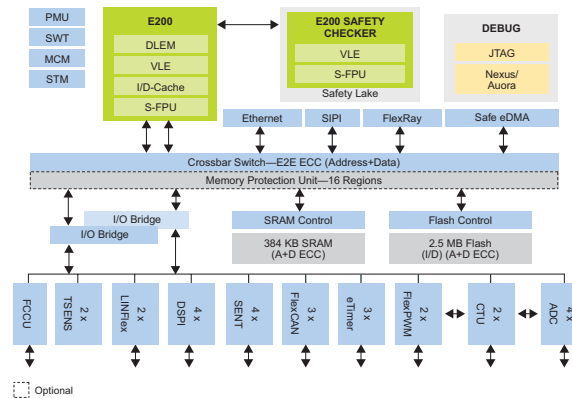 PMU
SWT
MCM
STM
E200
DLEM
VLE
I/D-Cache
S-FPU
E200 SAFETY
CHECKER
VLE
S-FPU
Safety Lake
DEBUG
JTAG
Nexus/
Auora
Ethernet
SIPI
FlexRay
Safe eDMA
Crossbar Switch—E2E ECC (Address+Data)
Memory Protection Unit—16 Regions
I/O Bridge
I/O Bridge
SRAM Control
384 KB SRAM
(A+D ECC)
Flash Control
2.5 MB Flash
(I/D) (A+D ECC)
FCCU
2 x
TSENS
2 x
LINFlex
4 x
DSPI
4 x
SENT
3 x
FlexCAN
3 x
eTimer
2 x
FlexPWM
2 x
CTU
4 x
ADC
Optional